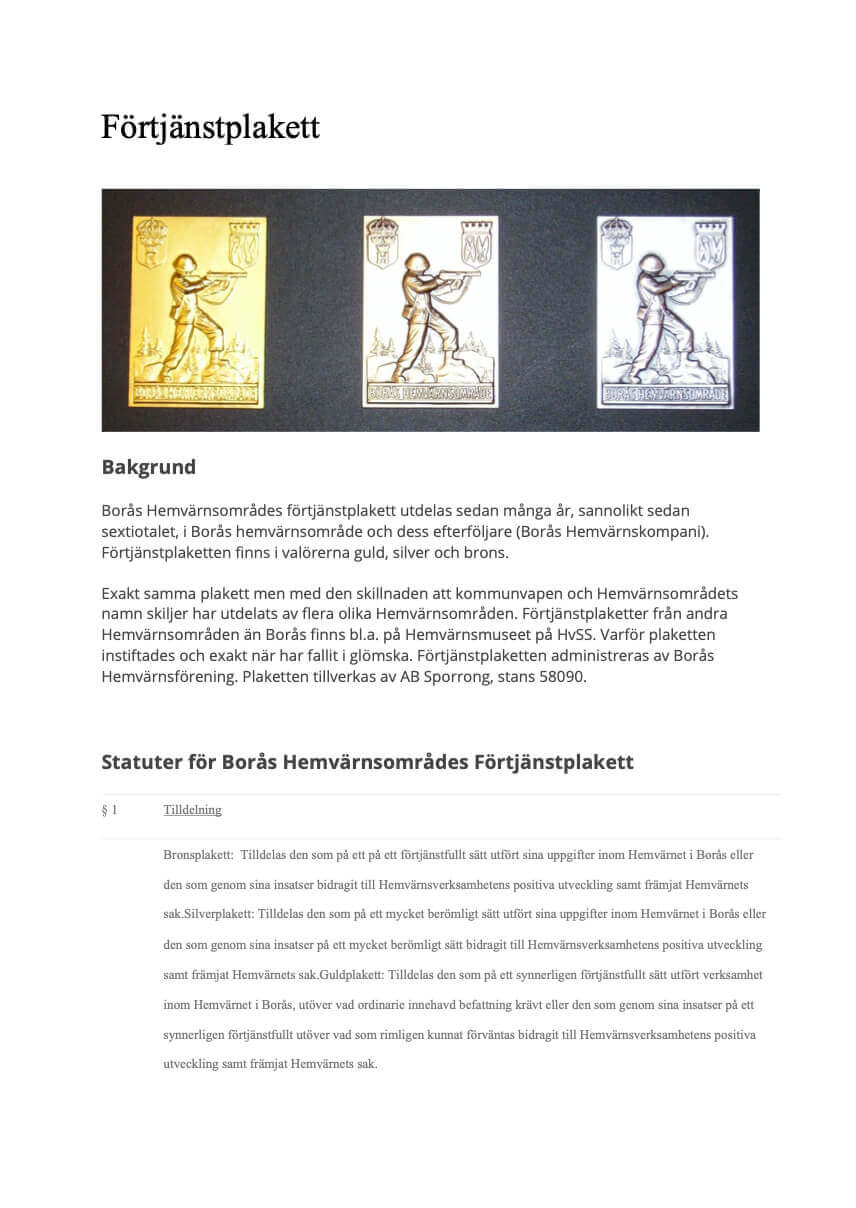 Förtjänstplakett
BORÅS HEMVÄRNSOMRÅDE
BORÅS HEMVÄRNSOMRÅDE
BORÅS HEMVÄRNSOMRÅDE
Bakgrund
Borås Hemvärnsområdes förtjänstplakett utdelas sedan många år, sannolikt sedan
sextiotalet, i Borås hemvärnsområde och dess efterföljare (Borås Hemvärnskompani).
Förtjänstplaketten finns i valörerna guld, silver och brons.
Exakt samma plakett men med den skillnaden att kommunvapen och Hemvärnsområdets
namn skiljer har utdelats av flera olika Hemvärnsområden. Förtjänstplaketter från andra
Hemvärnsområden än Borås finns bl.a. på Hemvärnsmuseet på HvSS. Varför plaketten
instiftades och exakt när har fallit i glömska. Förtjänstplaketten administreras av Borås
Hemvärnsförening. Plaketten tillverkas av AB Sporrong, stans 58090.
Statuter för Borås Hemvärnsområdes Förtjänstplakett
§ 1 Tilldelning
Bronsplakett:  Tilldelas den som på ett på ett förtjänstfullt sätt utfört sina uppgifter inom Hemvärnet i Borås eller
den som genom sina insatser bidragit till Hemvärnsverksamhetens positiva utveckling samt främjat Hemvärnets
sak.Silverplakett: Tilldelas den som på ett mycket berömligt sätt utfört sina uppgifter inom Hemvärnet i Borås eller
den som genom sina insatser på ett mycket berömligt sätt bidragit till Hemvärnsverksamhetens positiva utveckling
samt främjat Hemvärnets sak.Guldplakett: Tilldelas den som på ett synnerligen förtjänstfullt sätt utfört verksamhet
inom Hemvärnet i Borås, utöver vad ordinarie innehavd befattning krävt eller den som genom sina insatser på ett
synnerligen förtjänstfullt utöver vad som rimligen kunnat förväntas bidragit till Hemvärnsverksamhetens positiva
utveckling samt främjat Hemvärnets sak.